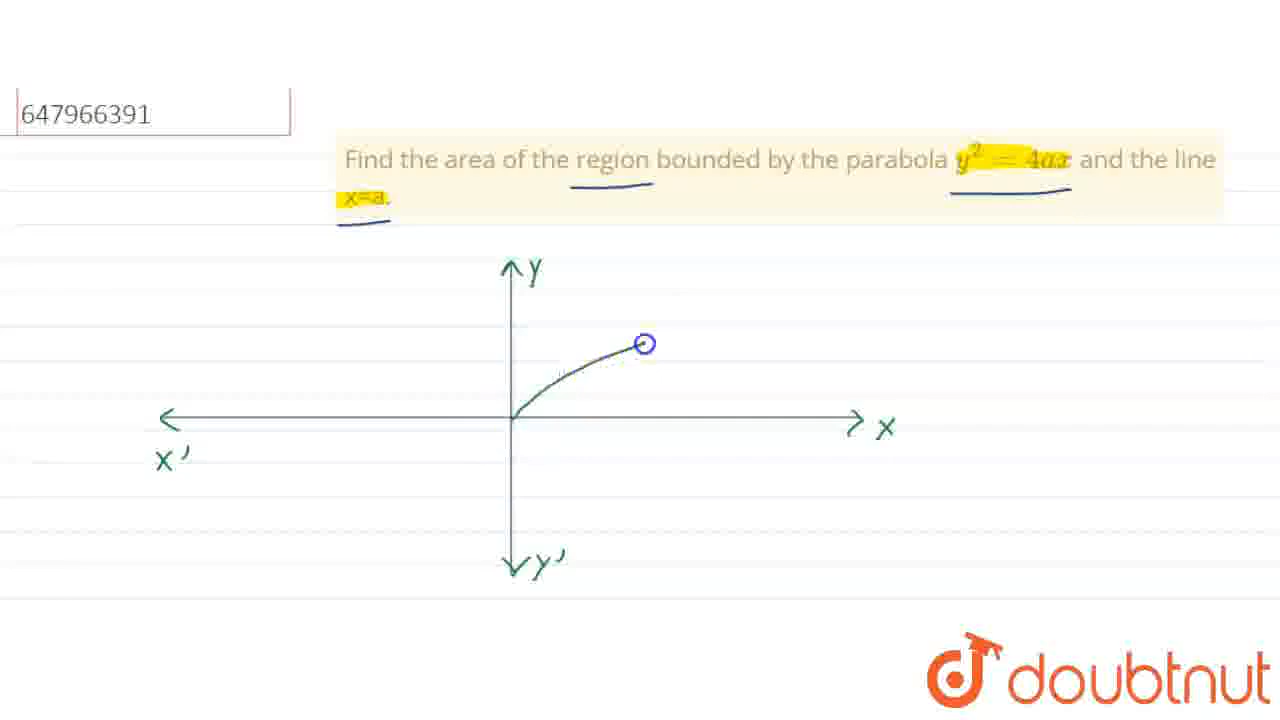 647966391
Find the area of the region bounded by the parabola y² = 4ax and the line
x=a.
y
x
x'
y'
doubtnut